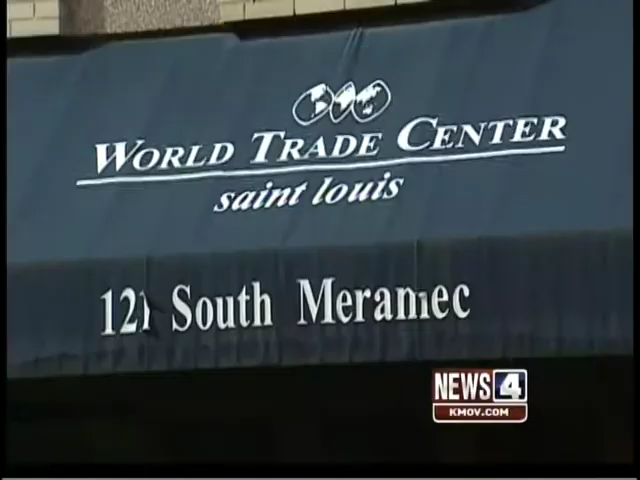 WORLD TRADE CENTER
saint louis
121 South Meramec
NEWS 4
KMOV.COM